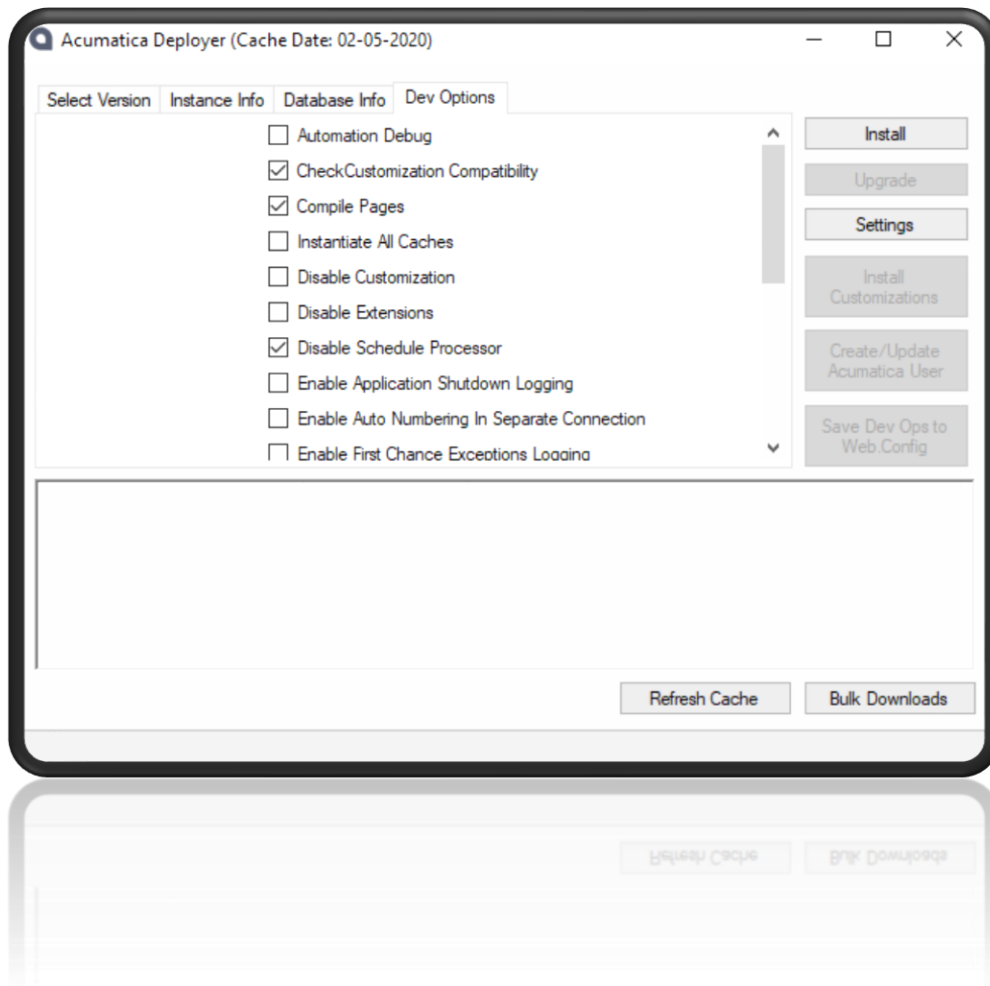 Acumatica Deployer (Cache Date: 02-05-2020)
Select Version Instance Info Database Info Dev Options
Automation Debug
CheckCustomization Compatibility
Compile Pages
Instantiate All Caches
Disable Customization
Disable Extensions
Disable Schedule Processor
Enable Application Shutdown Logging
Enable Auto Numbering In Separate Connection
Enable First Chance Exceptions Logging
Install
Upgrade
Settings
Install
Customizations
Create/Update
Acumatica User
Save Dev Ops to
Web.Config
Refresh Cache Bulk Downloads